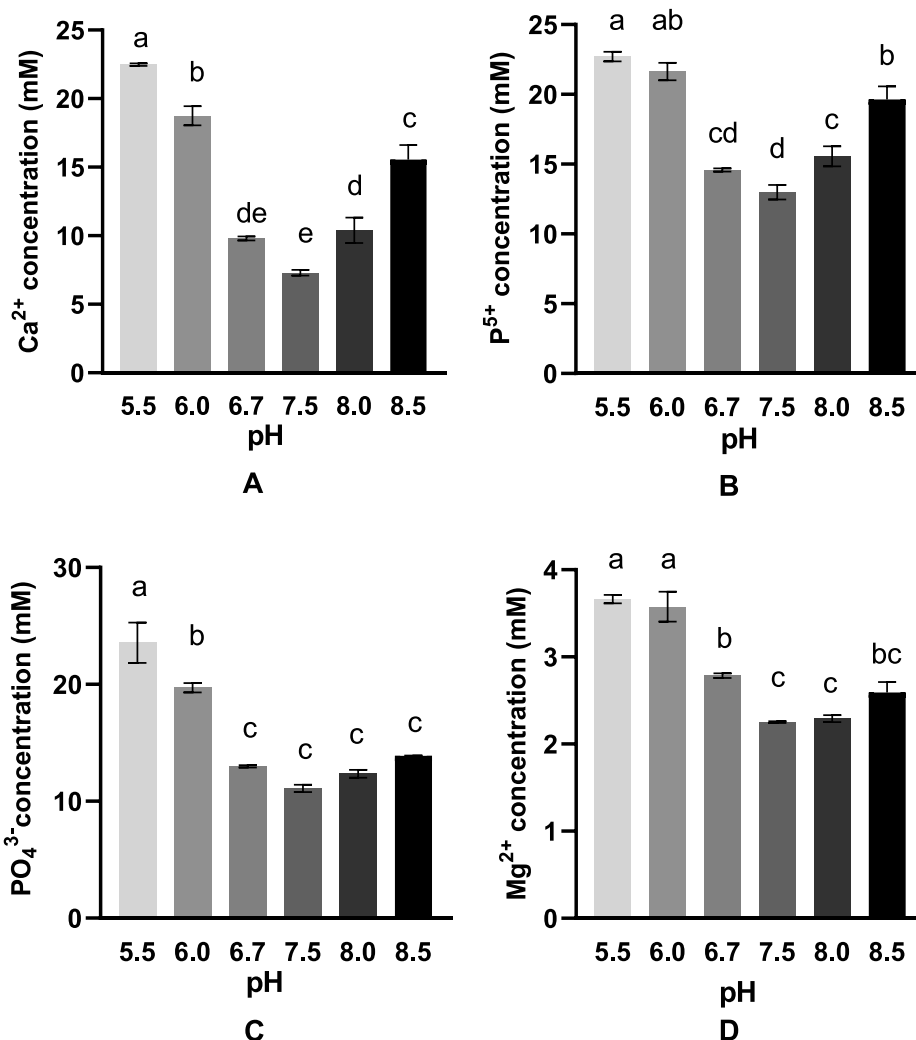 Ca²⁺ concentration (mM)
25
20
15
10
5
0
a
b
de
e
d
c
5.5 6.0 6.7 7.5 8.0 8.5
pH
A
P⁵⁺ concentration (mM)
25
20
15
10
5
0
a
ab
cd
d
c
b
5.5 6.0 6.7 7.5 8.0 8.5
pH
B
PO₄³⁻concentration (mM)
30
20
10
0
a
b
c
c
c
c
5.5 6.0 6.7 7.5 8.0 8.5
pH
C
Mg²⁺ concentration (mM)
4
3
2
1
0
a
a
b
c
c
bc
5.5 6.0 6.7 7.5 8.0 8.5
pH
D